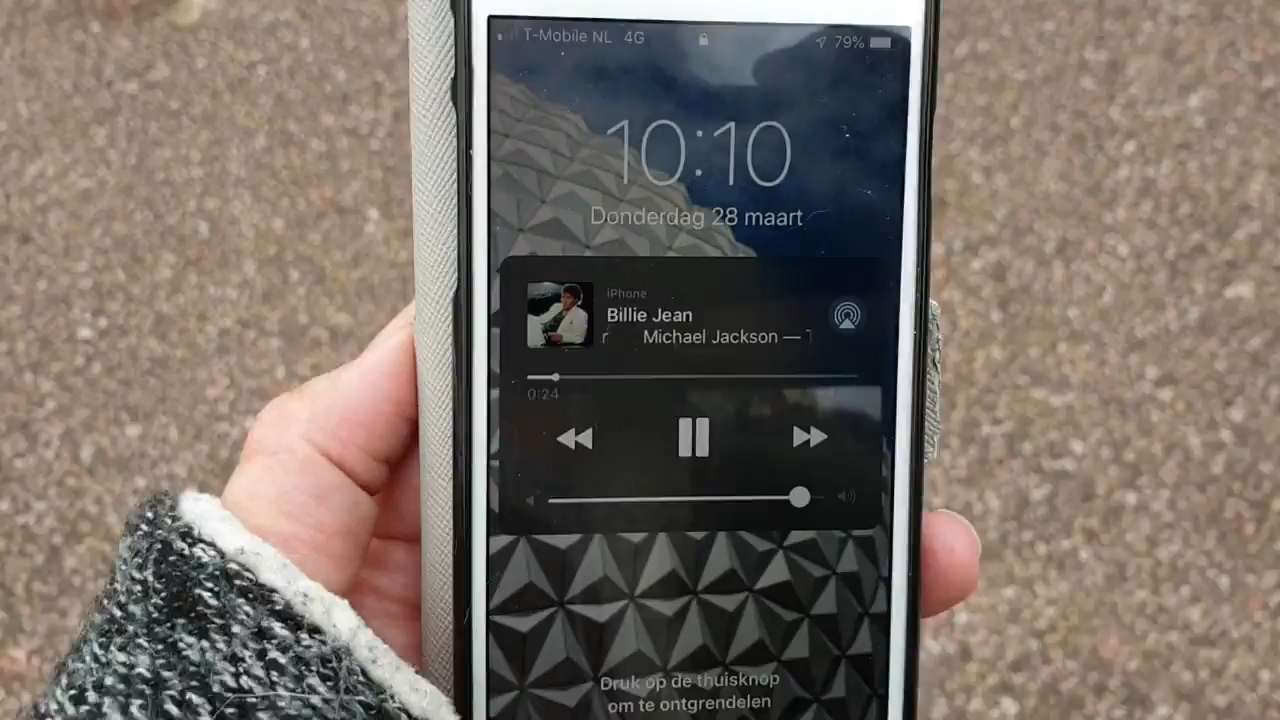 T-Mobile NL 4G 79%
10:10
Donderdag 28 maart
iPhone
Billie Jean
r Michael Jackson —
0:24
Druk op de thuisknop
om te ontgrendelen